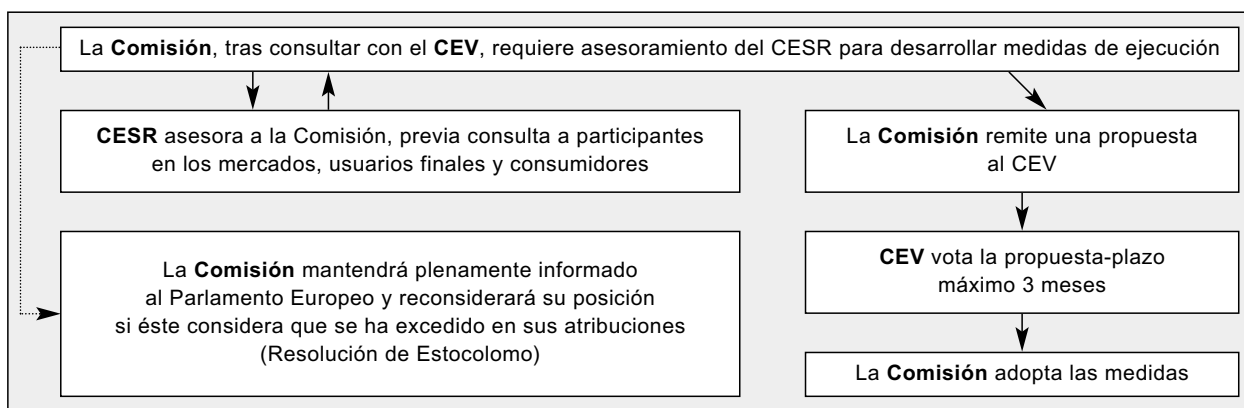 La Comisión, tras consultar con el CEV, requiere asesoramiento del CESR para desarrollar medidas de ejecución
CESR asesora a la Comisión, previa consulta a participantes
en los mercados, usuarios finales y consumidores
La Comisión remite una propuesta
al CEV
La Comisión mantendrá plenamente informado
al Parlamento Europeo y reconsiderará su posición
si éste considera que se ha excedido en sus atribuciones
(Resolución de Estocolomo)
CEV vota la propuesta-plazo
máximo 3 meses
La Comisión adopta las medidas